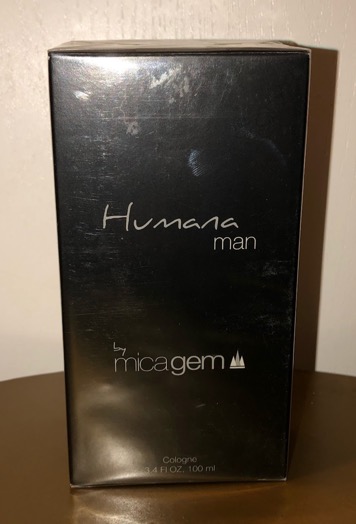 Humana
man
by
micagem
Cologne
3.4 Fl OZ. 100 ml